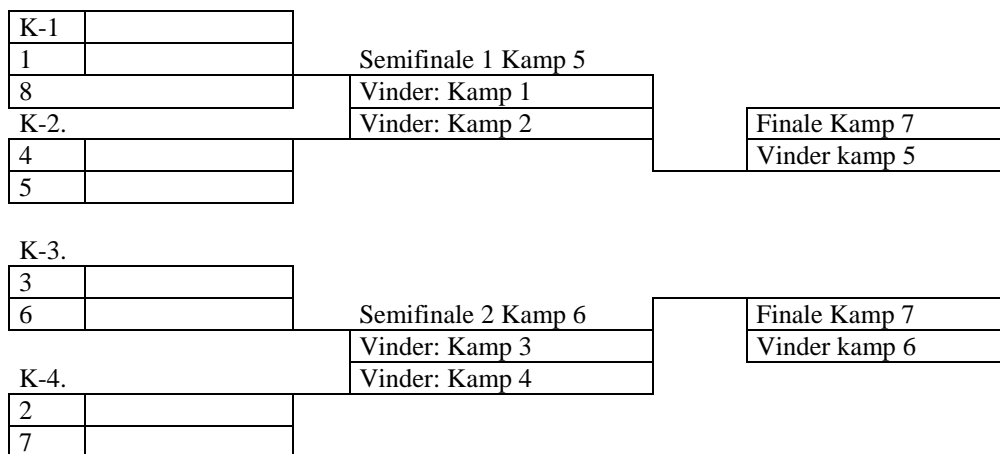 K-1
1
Semifinale 1 Kamp 5
8
Vinder: Kamp 1
K-2.
Vinder: Kamp 2
Finale Kamp 7
4
Vinder kamp 5
5
K-3.
3
6
Semifinale 2 Kamp 6
Finale Kamp 7
Vinder: Kamp 3
Vinder kamp 6
K-4.
Vinder: Kamp 4
2
7